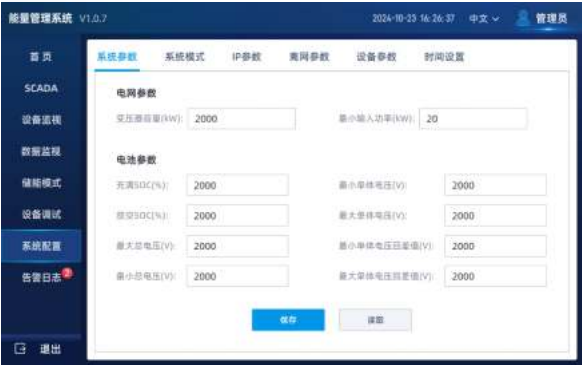 能量管理系统 V1.0.7 2024-10-23 16:26:37 中文 管理员
首页
SCADA
设备监视
数据监视
储能模式
设备调试
系统配置
告警日志 2
退出
系统参数 系统模式 IP参数 离网参数 设备参数 时间设置
电网参数
变压器容量(kW): 2000 最小输入功率(kW): 20
电池参数
充满SOC(%): 2000 最小单体电压(V): 2000
放空SOC(%): 2000 最大单体电压(V): 2000
最大总电压(V): 2000 最小单体电压回差值(V): 2000
最小总电压(V): 2000 最大单体电压回差值(V): 2000
保存 读取